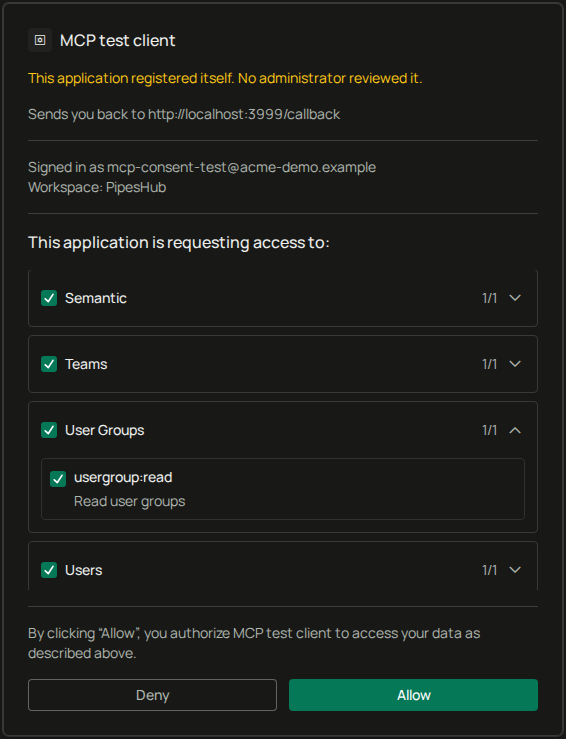 MCP test client
This application registered itself. No administrator reviewed it.
Sends you back to http://localhost:3999/callback
Signed in as mcp-consent-test@acme-demo.example
Workspace: PipesHub
This application is requesting access to:
Semantic 1/1
Teams 1/1
User Groups 1/1
usergroup:read
Read user groups
Users 1/1
By clicking “Allow”, you authorize MCP test client to access your data as
described above.
Deny Allow